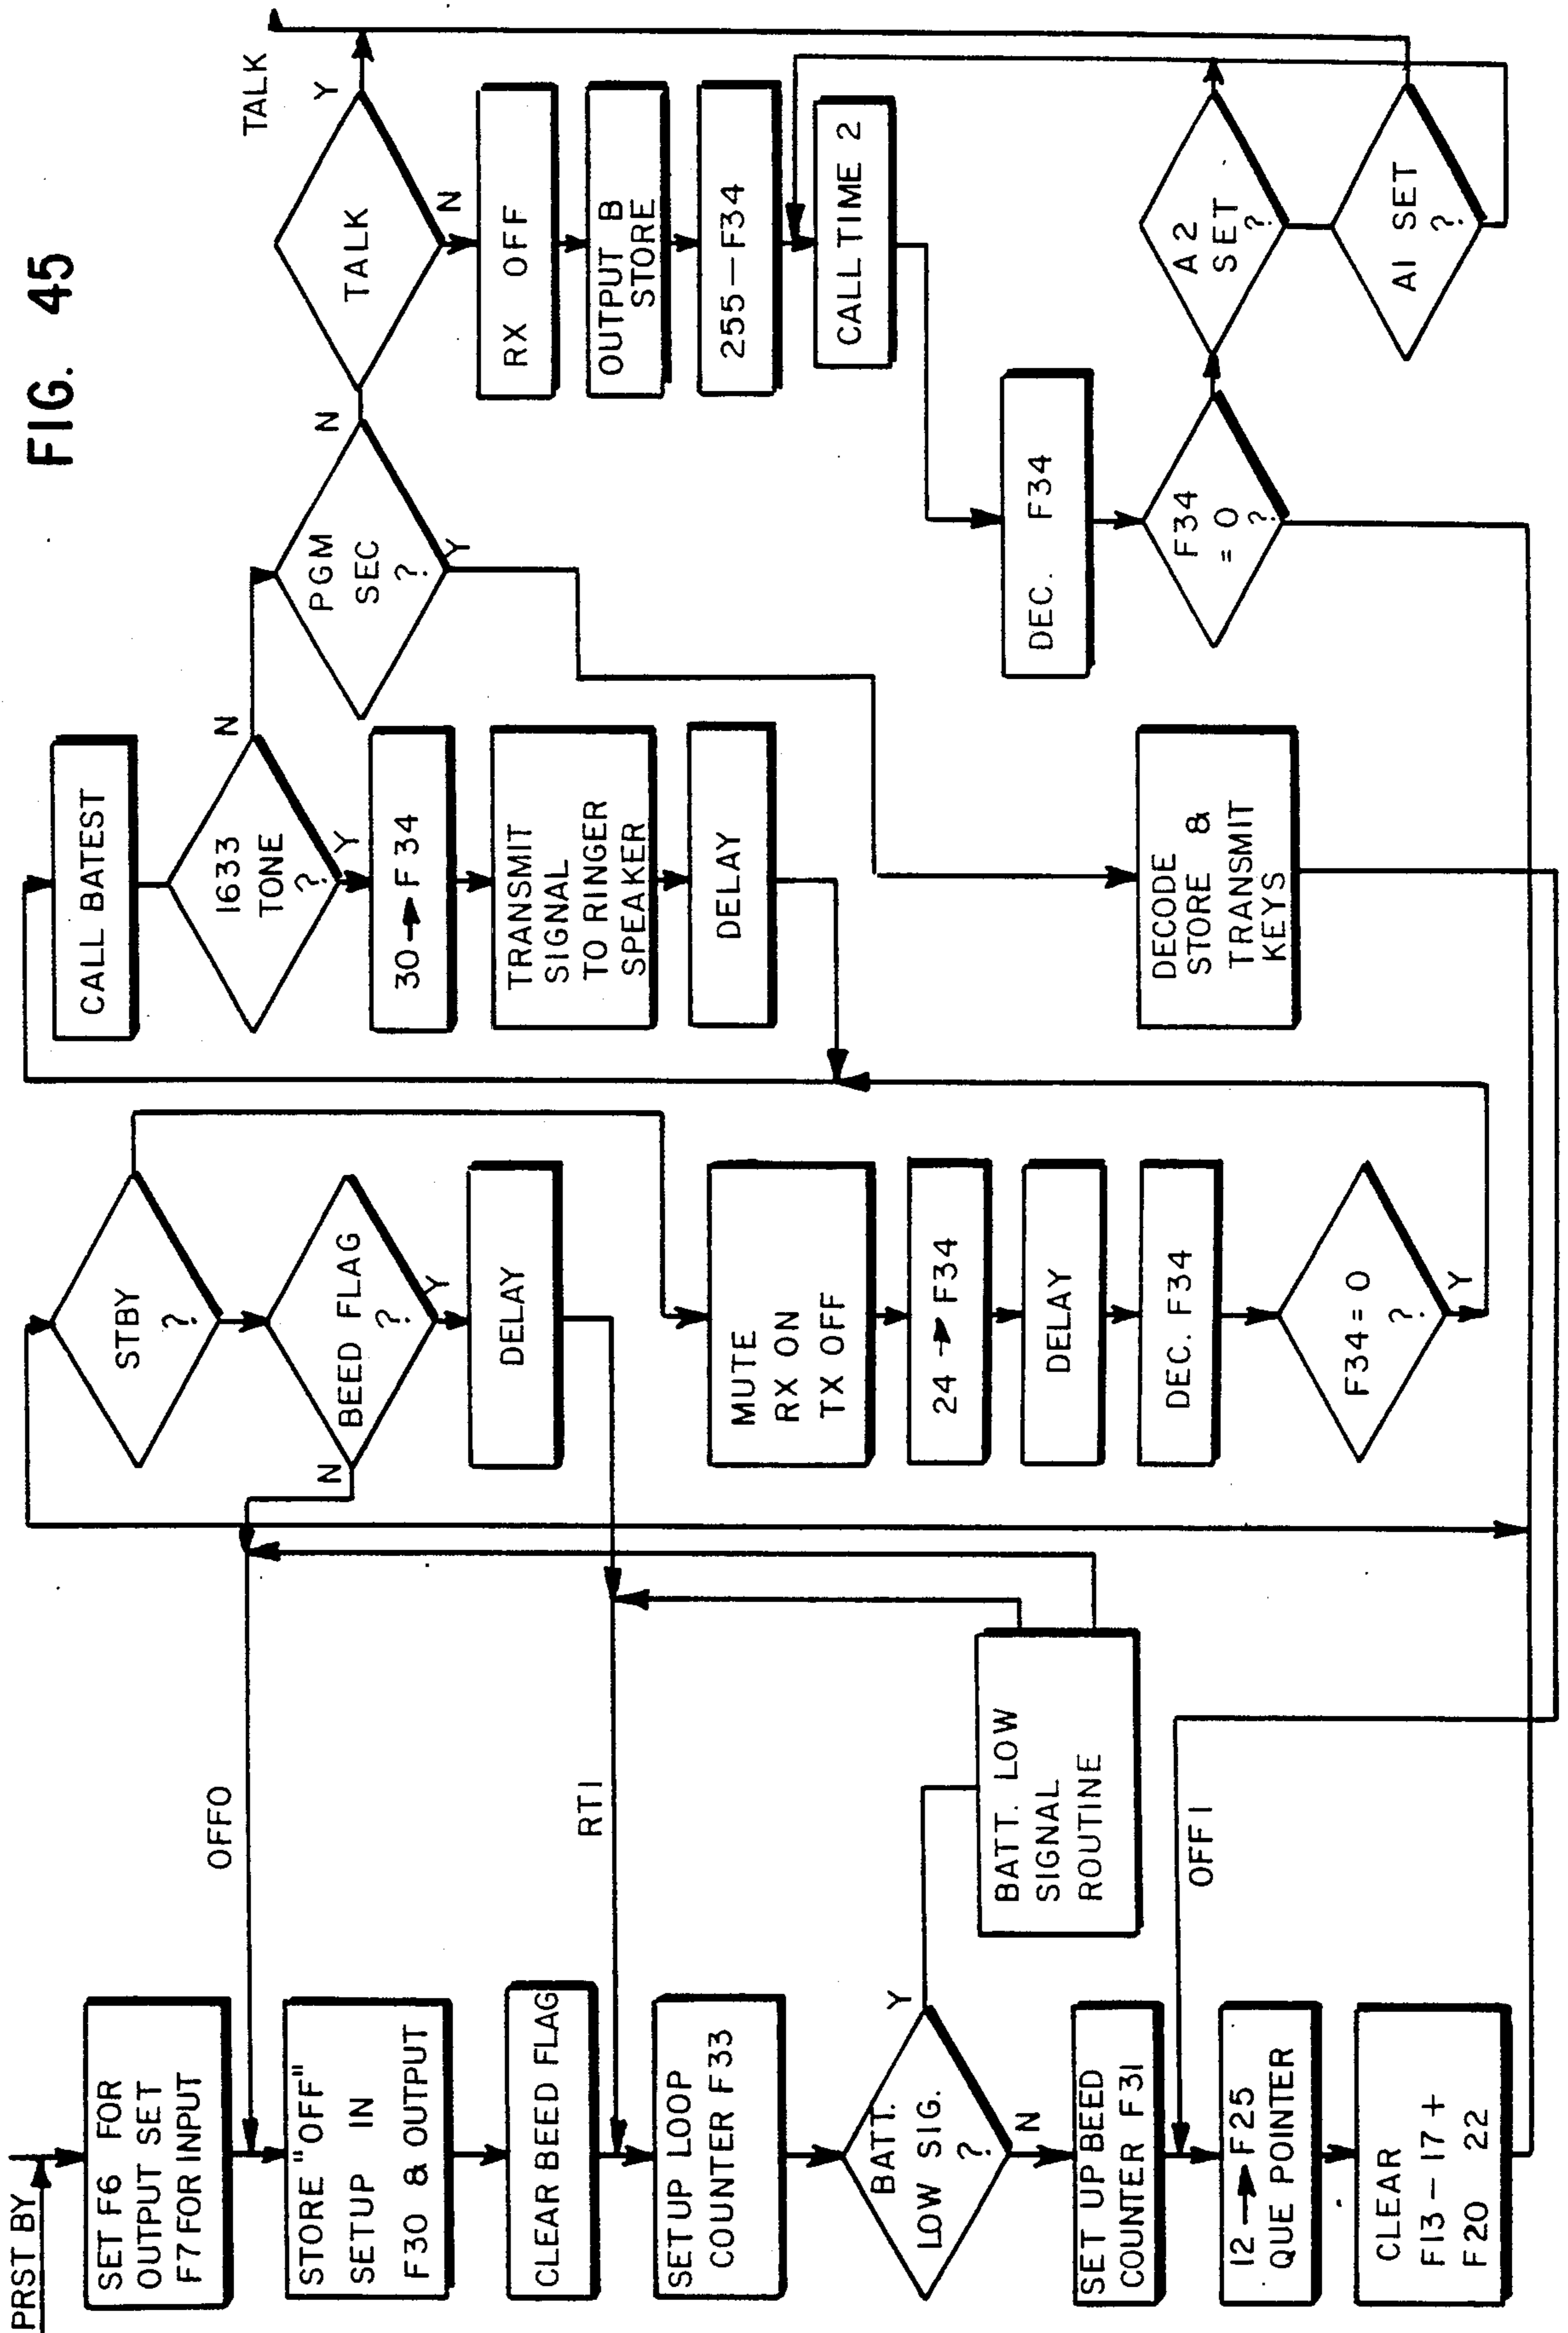 FIG. 45
PRST BY
SET F6 FOR
OUTPUT SET
F7 FOR INPUT
OFFO
STORE "OFF"
SETUP IN
F30 & OUTPUT
CLEAR BEED FLAG
RTI
SETUP LOOP
COUNTER F33
BATT.
LOW SIG.
?
Y
N
BATT. LOW
SIGNAL
ROUTINE
SET UP BEED
COUNTER F31
OFF1
12 → F25
QUE POINTER
CLEAR
F13-17 +
F20 22
STBY
?
BEED FLAG
?
N
Y
DELAY
MUTE
RX ON
TX OFF
24 → F34
DELAY
DEC. F34
F34=0
?
Y
CALL BATEST
1633
TONE
?
N
Y
30 → F34
TRANSMIT
SIGNAL
TO RINGER
SPEAKER
DELAY
PGM
SEC
?
N
Y
DECODE
STORE &
TRANSMIT
KEYS
TALK
Y
TALK
N
RX OFF
OUTPUT B
STORE
255—F34
CALL TIME 2
DEC. F34
F34
= 0
?
A 2
SET
?
A1 SET
?